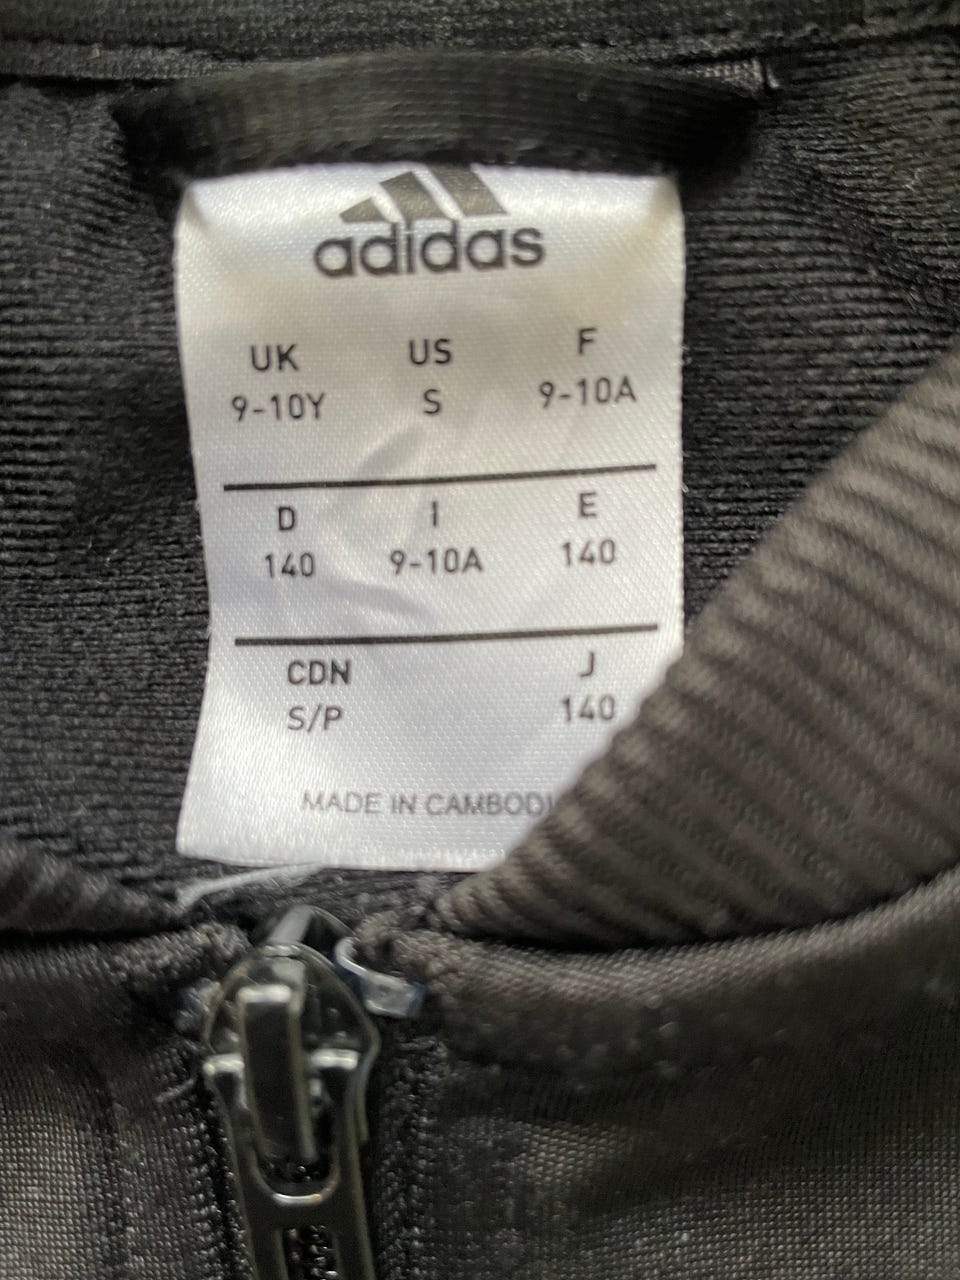 adidas
UK US F
9-10Y S 9-10A
D I E
140 9-10A 140
CDN J
S/P 140
MADE IN CAMBODI